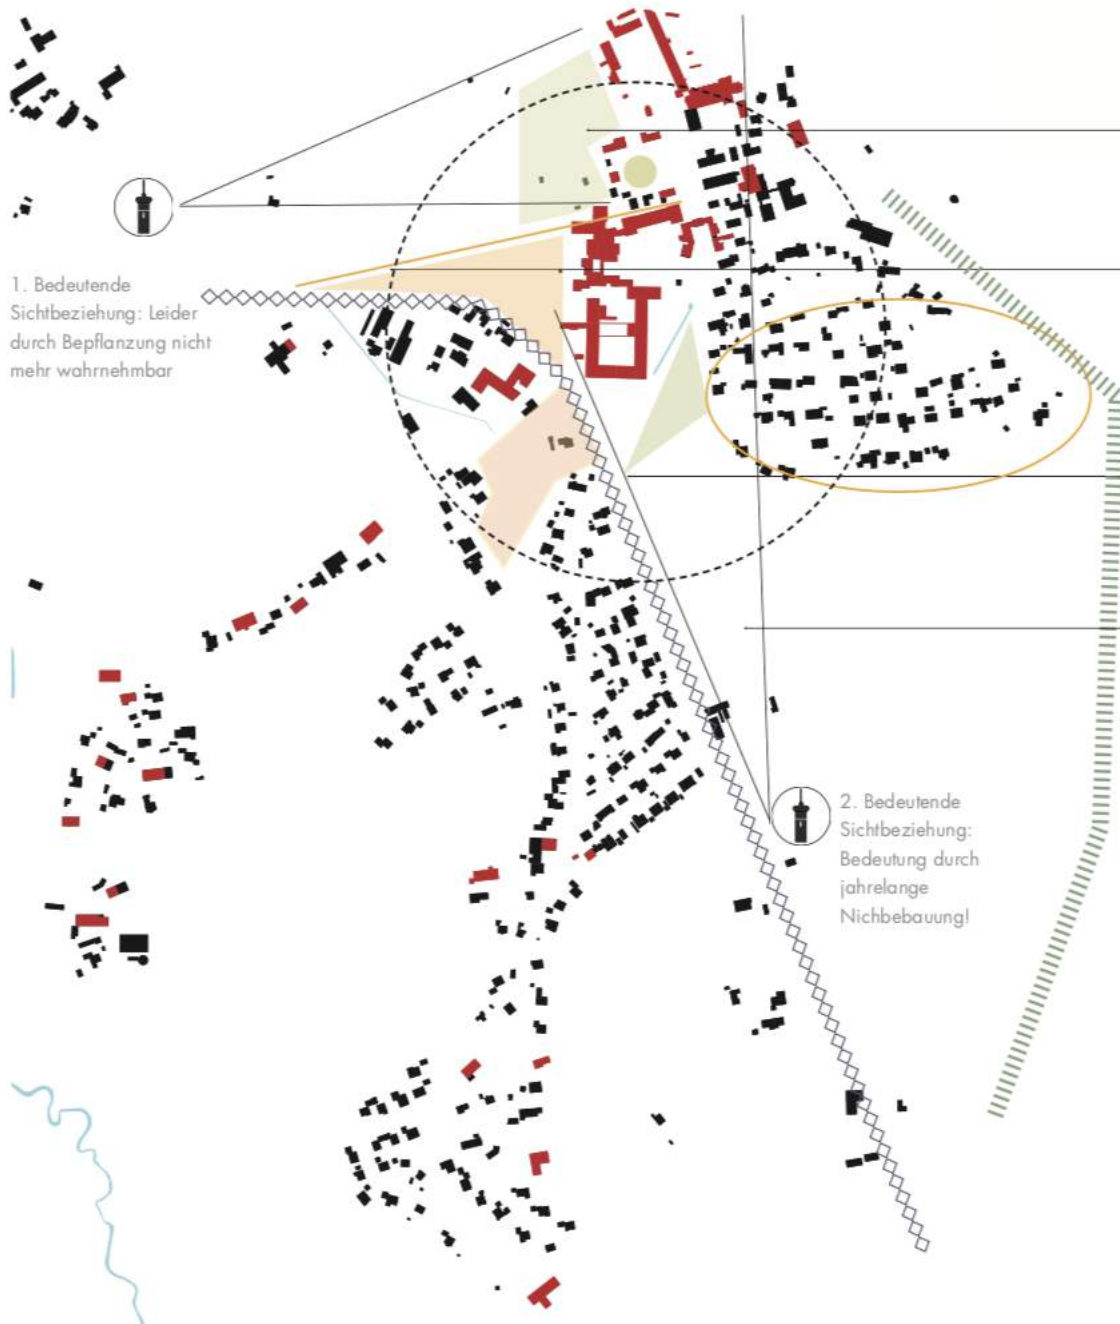 1. Bedeutende
Sichtbeziehung: Leider
durch Bepflanzung nicht
mehr wahrnehmbar
2. Bedeutende
Sichtbeziehung:
Bedeutung durch
jahrelange
Nichbebauung!